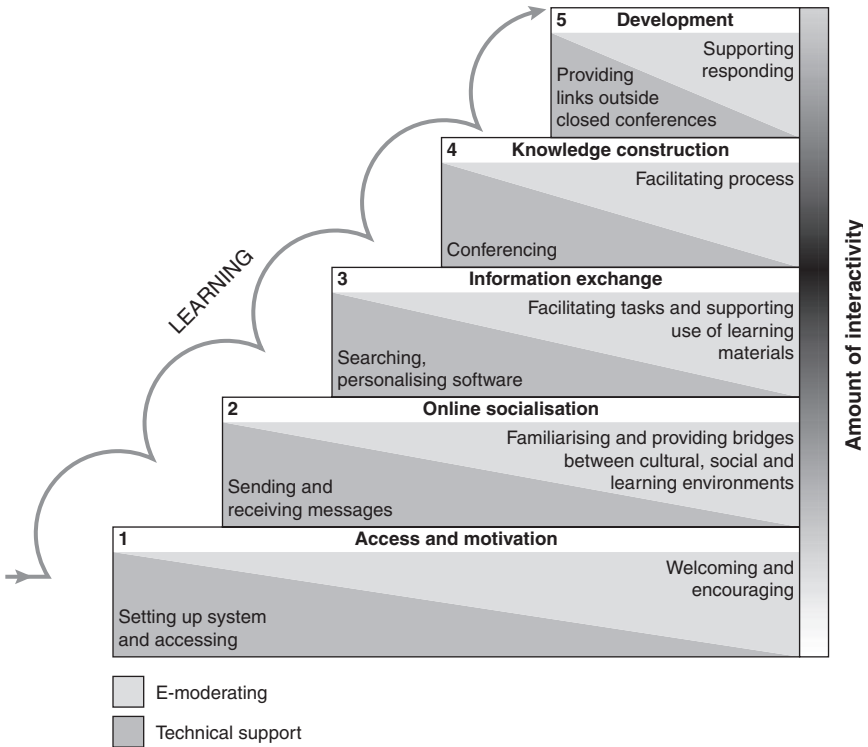 5 Development
Supporting
responding
Providing
links outside
closed conferences
4 Knowledge construction
Facilitating process
Conferencing
3 Information exchange
Facilitating tasks and supporting
use of learning
materials
Searching,
personalising software
2 Online socialisation
Familiarising and providing bridges
between cultural, social and
learning environments
Sending and
receiving messages
1 Access and motivation
Welcoming and
encouraging
Setting up system
and accessing
LEARNING
Amount of interactivity
E-moderating
Technical support